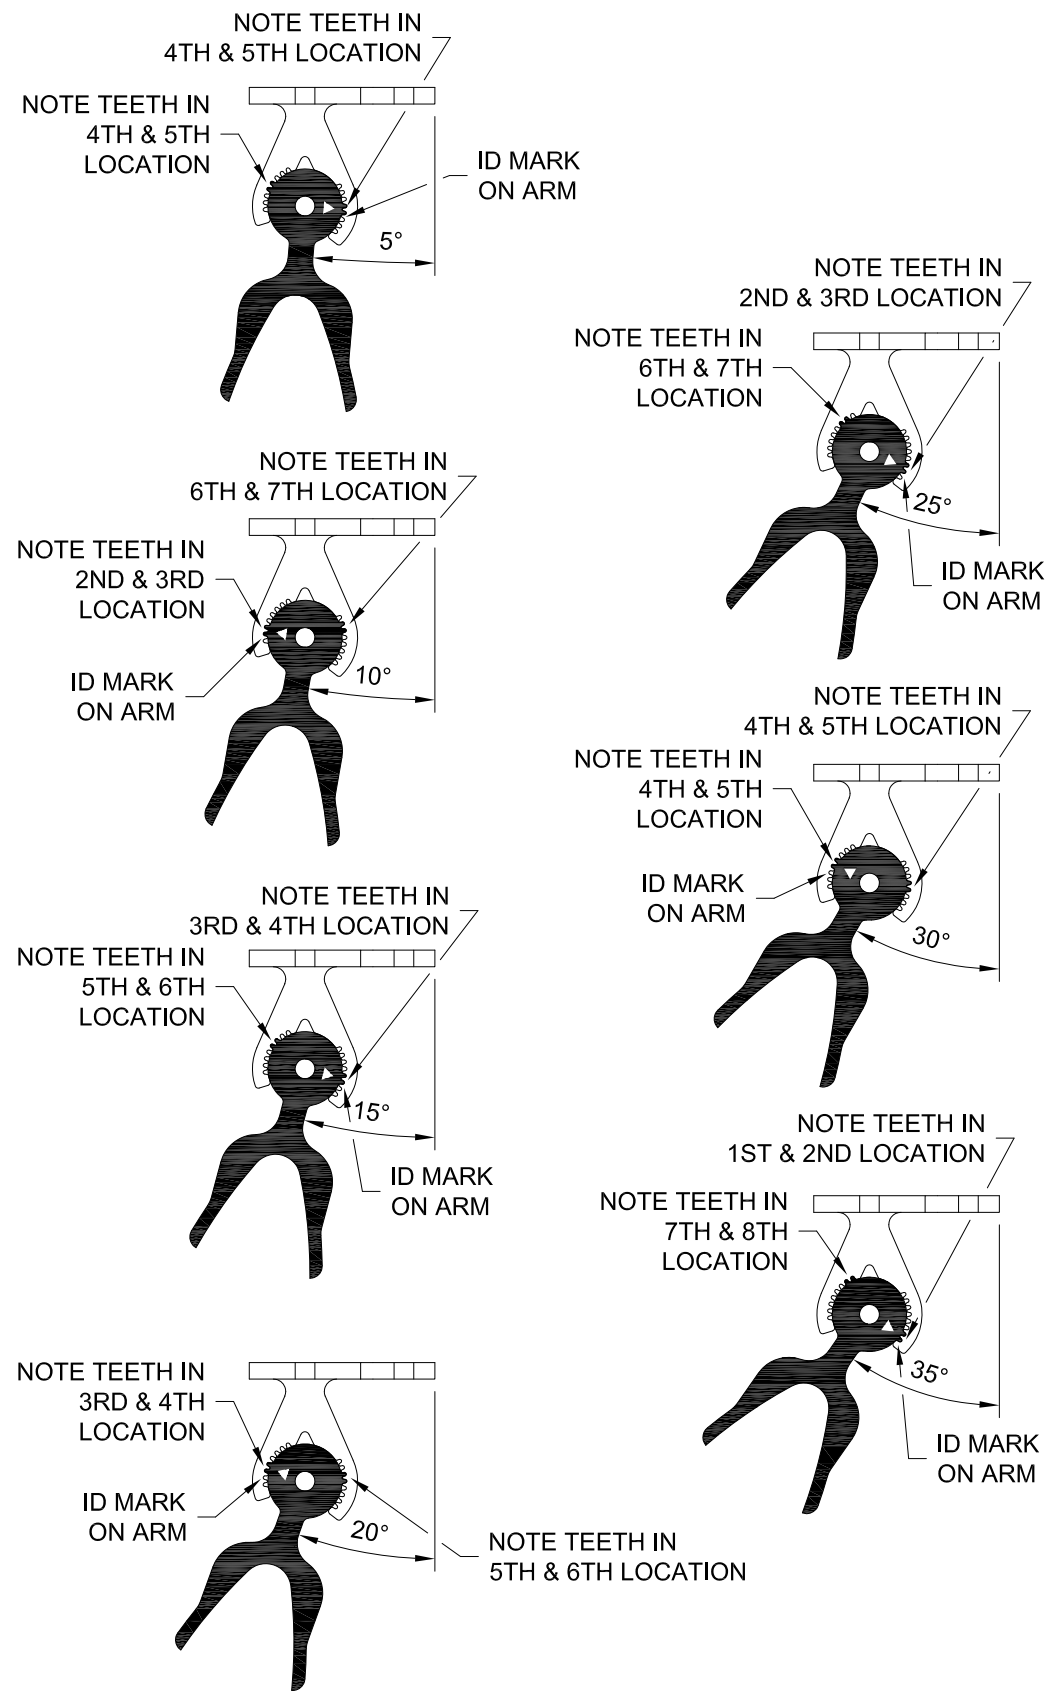 NOTE TEETH IN
4TH & 5TH LOCATION
NOTE TEETH IN
4TH & 5TH
LOCATION
ID MARK
ON ARM
5°
NOTE TEETH IN
6TH & 7TH LOCATION
NOTE TEETH IN
2ND & 3RD
LOCATION
ID MARK
ON ARM
10°
NOTE TEETH IN
3RD & 4TH LOCATION
NOTE TEETH IN
5TH & 6TH
LOCATION
15°
ID MARK
ON ARM
NOTE TEETH IN
3RD & 4TH
LOCATION
ID MARK
ON ARM
20°
NOTE TEETH IN
5TH & 6TH LOCATION
NOTE TEETH IN
2ND & 3RD LOCATION
NOTE TEETH IN
6TH & 7TH
LOCATION
25°
ID MARK
ON ARM
NOTE TEETH IN
4TH & 5TH LOCATION
NOTE TEETH IN
4TH & 5TH
LOCATION
ID MARK
ON ARM
30°
NOTE TEETH IN
1ST & 2ND LOCATION
NOTE TEETH IN
7TH & 8TH
LOCATION
35°
ID MARK
ON ARM